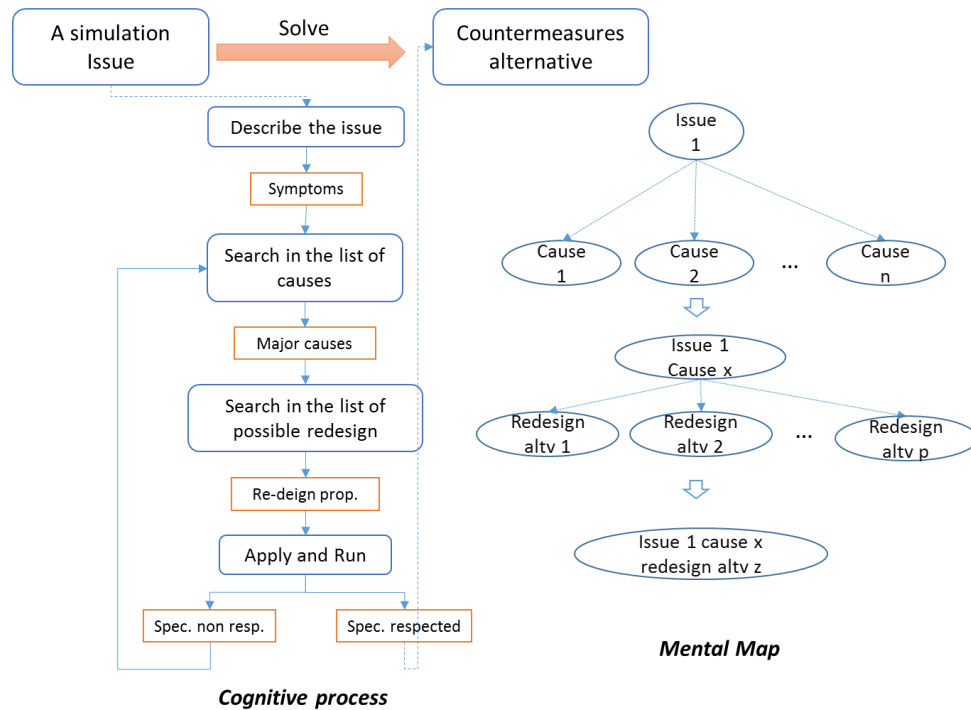 A simulation
Issue
Solve
Countermeasures
alternative
Describe the issue
Symptoms
Search in the list of
causes
Major causes
Search in the list of
possible redesign
Re-deign prop.
Apply and Run
Spec. non resp.
Spec. respected
Cognitive process
Issue
1
Cause
1
Cause
2
...
Cause
n
Issue 1
Cause x
Redesign
altv 1
Redesign
altv 2
...
Redesign
altv p
Issue 1 cause x
redesign altv z
Mental Map